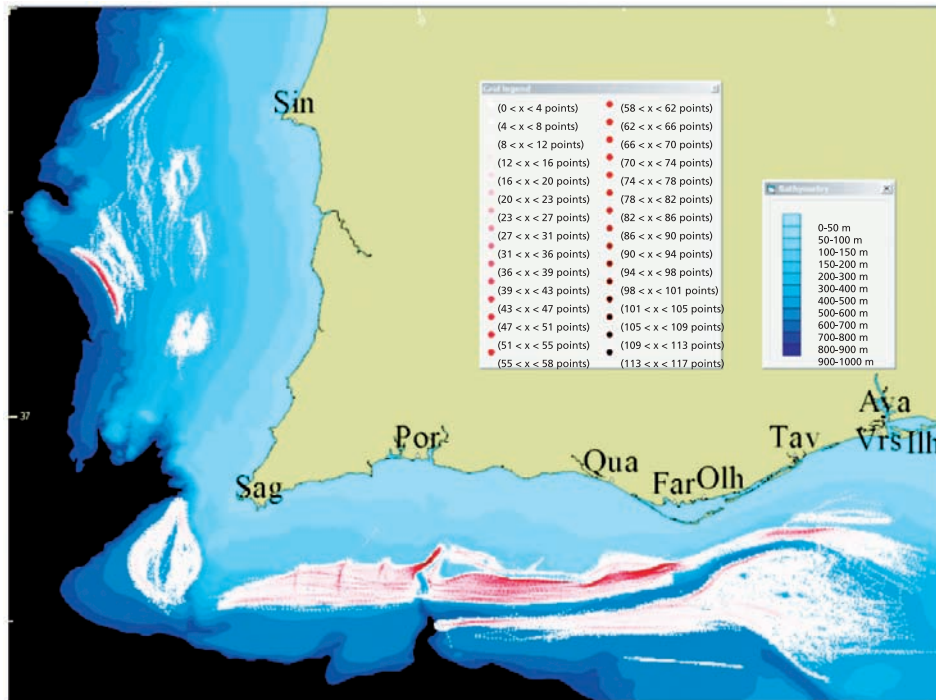 Sin
Grid legend
(0 < x < 4 points)
(4 < x < 8 points)
(8 < x < 12 points)
(12 < x < 16 points)
(16 < x < 20 points)
(20 < x < 23 points)
(23 < x < 27 points)
(27 < x < 31 points)
(31 < x < 36 points)
(36 < x < 39 points)
(39 < x < 43 points)
(43 < x < 47 points)
(47 < x < 51 points)
(51 < x < 55 points)
(55 < x < 58 points)
(58 < x < 62 points)
(62 < x < 66 points)
(66 < x < 70 points)
(70 < x < 74 points)
(74 < x < 78 points)
(78 < x < 82 points)
(82 < x < 86 points)
(86 < x < 90 points)
(90 < x < 94 points)
(94 < x < 98 points)
(98 < x < 101 points)
(101 < x < 105 points)
(105 < x < 109 points)
(109 < x < 113 points)
(113 < x < 117 points)
Bathymetry
0-50 m
50-100 m
100-150 m
150-200 m
200-300 m
300-400 m
400-500 m
500-600 m
600-700 m
700-800 m
800-900 m
900-1000 m
37
Aya
Por
Tav
Vrs
Ilh
Qua
Sag
Far
Olh